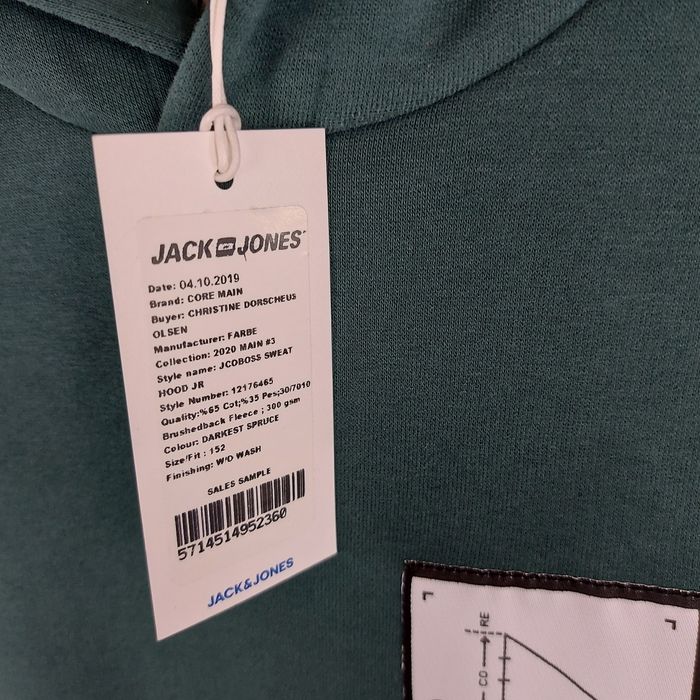 JACK JONES
Date: 04.10.2019
Brand: CORE MAIN
Buyer: CHRISTINE DORSCHEUS
OLSEN
Manufacturer: FARBE
Collection: 2020 MAIN #3
Style name: JCOBOSS SWEAT
HOOD JR
Style Number: 12176465
Quality:%65 Cot;%35 Pes;30/7010
Brushedback Fleece ; 300 gsm
Colour: DARKEST SPRUCE
Size/Fit : 152
Finishing: W/O WASH
SALES SAMPLE
5714514952360
JACK&JONES
CO
RE